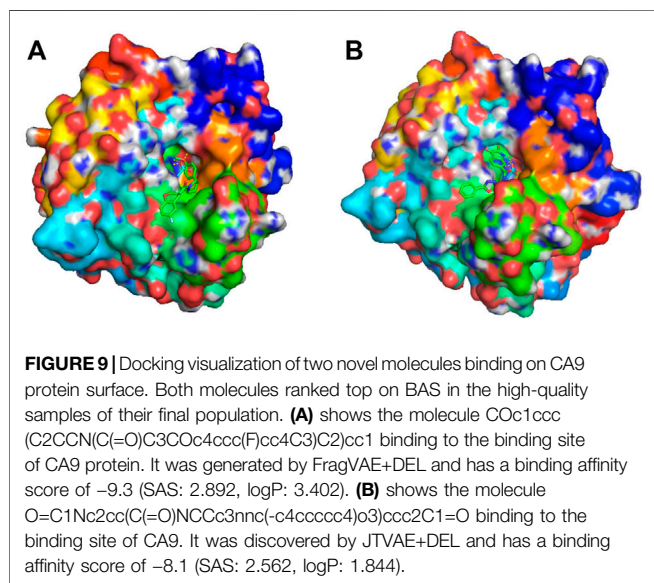 A
B
FIGURE 9 | Docking visualization of two novel molecules binding on CA9
protein surface. Both molecules ranked top on BAS in the high-quality
samples of their final population. (A) shows the molecule COc1ccc
(C2CCN(C(=O)C3COc4ccc(F)cc4C3)C2)cc1 binding to the binding site
of CA9 protein. It was generated by FragVAE+DEL and has a binding affinity
score of −9.3 (SAS: 2.892, logP: 3.402). (B) shows the molecule
O=C1Nc2cc(C(=O)NCCc3nnc(-c4ccccc4)o3)ccc2C1=O binding to the
binding site of CA9. It was discovered by JTVAE+DEL and has a binding
affinity score of −8.1 (SAS: 2.562, logP: 1.844).